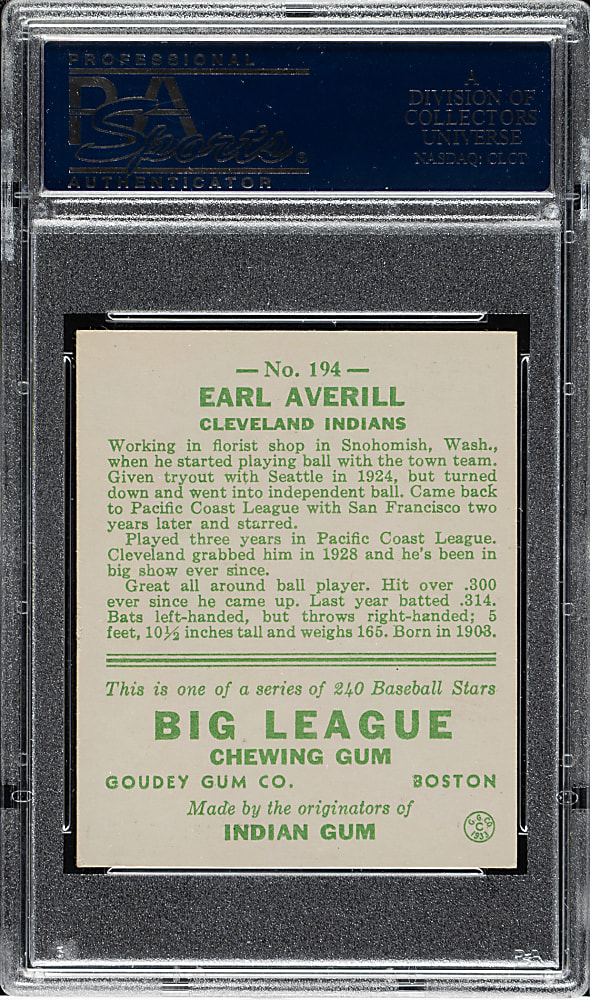 PROFESSIONAL
PSA
Sports®
AUTHENTICATOR
A
DIVISION OF
COLLECTORS
UNIVERSE
NASDAQ: CLCT
— No. 194 —
EARL AVERILL
CLEVELAND INDIANS
Working in florist shop in Snohomish, Wash.,
when he started playing ball with the town team.
Given tryout with Seattle in 1924, but turned
down and went into independent ball. Came back
to Pacific Coast League with San Francisco two
years later and starred.
Played three years in Pacific Coast League.
Cleveland grabbed him in 1928 and he's been in
big show ever since.
Great all around ball player. Hit over .300
ever since he came up. Last year batted .314.
Bats left-handed, but throws right-handed; 5
feet, 10½ inches tall and weighs 165. Born in 1903.
This is one of a series of 240 Baseball Stars
BIG LEAGUE
CHEWING GUM
GOUDEY GUM CO. BOSTON
Made by the originators of
INDIAN GUM
G. G. CO.
C
1933
PSA